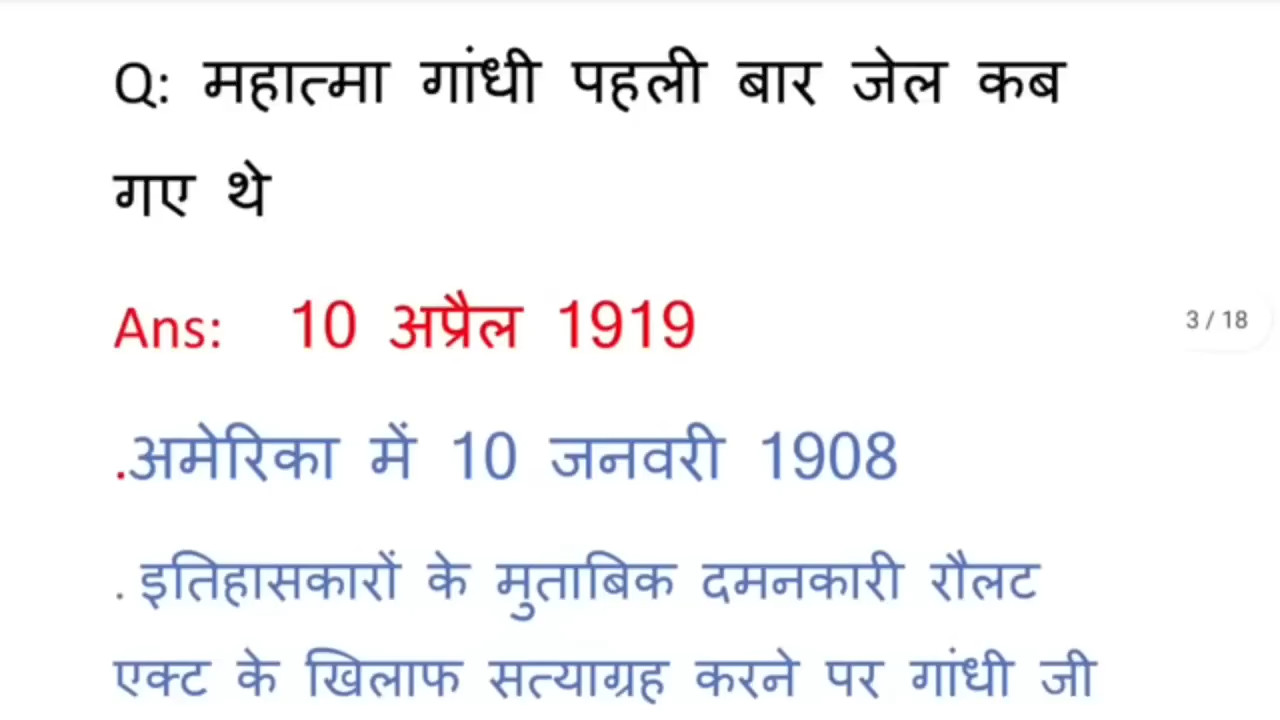 Q: महात्मा गांधी पहली बार जेल कब
गए थे
Ans: 10 अप्रैल 1919
3 / 18
.अमेरिका में 10 जनवरी 1908
. इतिहासकारों के मुताबिक दमनकारी रौलट
एक्ट के खिलाफ सत्याग्रह करने पर गांधी जी